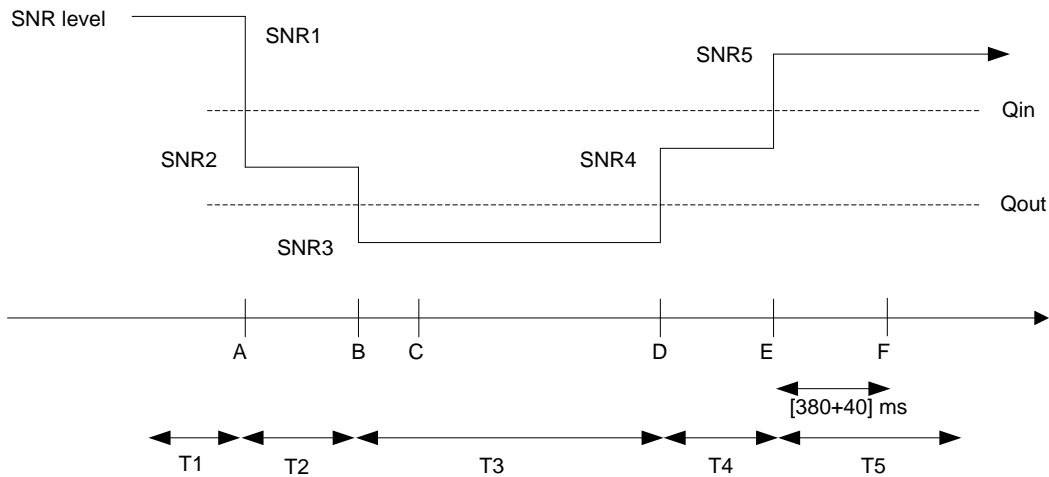 SNR level
SNR1
SNR5
Qin
SNR2
SNR4
Qout
SNR3
A B C D E F
[380+40] ms
T1 T2 T3 T4 T5